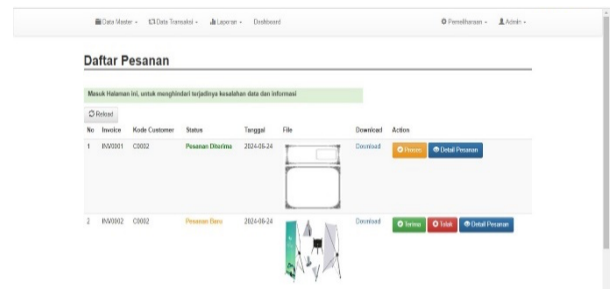 Data Master Data Transaksi Laporan Dashboard Pemeliharaan Admin
Daftar Pesanan
Masuk Halaman ini, untuk menghindari terjadinya kesalahan data dan informasi
Reload
No Invoice Kode Customer Status Tanggal File Download Action
1 INV0001 C0002 Pesanan Diterima 2024-06-24 Download Proses Detail Pesanan
2 INV0002 C0002 Pesanan Baru 2024-06-24 Download Terima Tolak Detail Pesanan